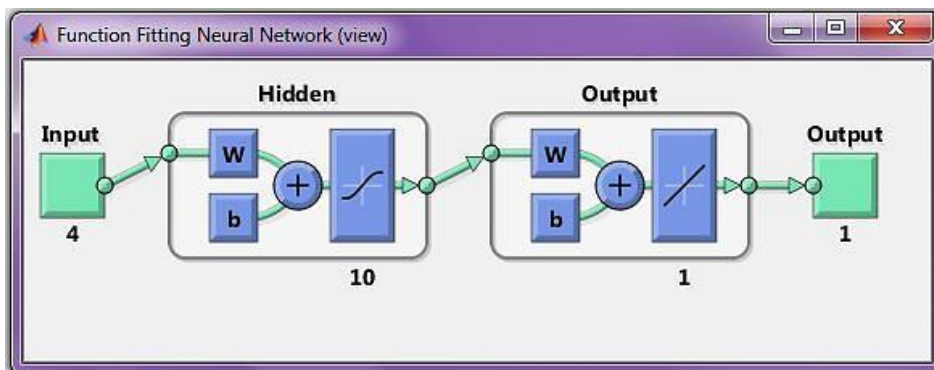 Function Fitting Neural Network (view)
Hidden
Output
Input
W
b
+
W
b
+
Output
4
10
1
1